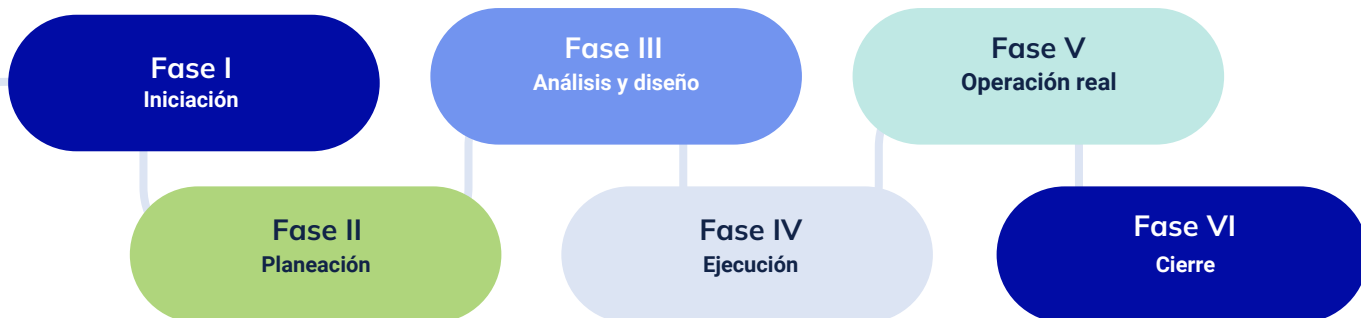 Fase I
Iniciación
Fase II
Planeación
Fase III
Análisis y diseño
Fase IV
Ejecución
Fase V
Operación real
Fase VI
Cierre